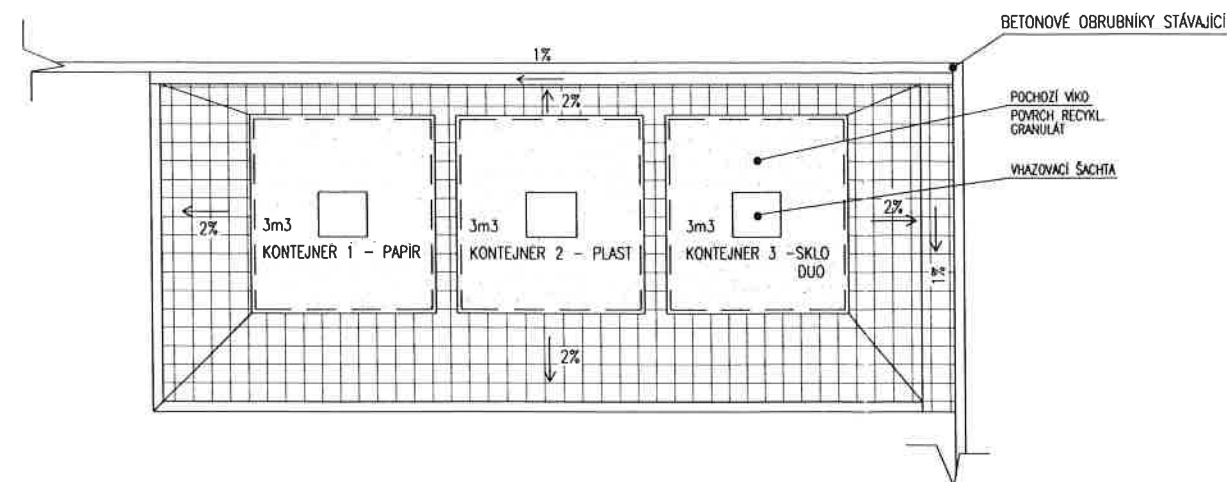 BETONOVÉ OBRUBNÍKY STÁVAJÍCÍ
1%
2%
POCHOZÍ VÍKO
POVRCH RECYKL.
GRANULÁT
VHAZOVACÍ ŠACHTA
2%
3m3
KONTEJNER 1 - PAPÍR
3m3
KONTEJNER 2 - PLAST
3m3
KONTEJNER 3 -SKLO
DUO
2%
1%
2%